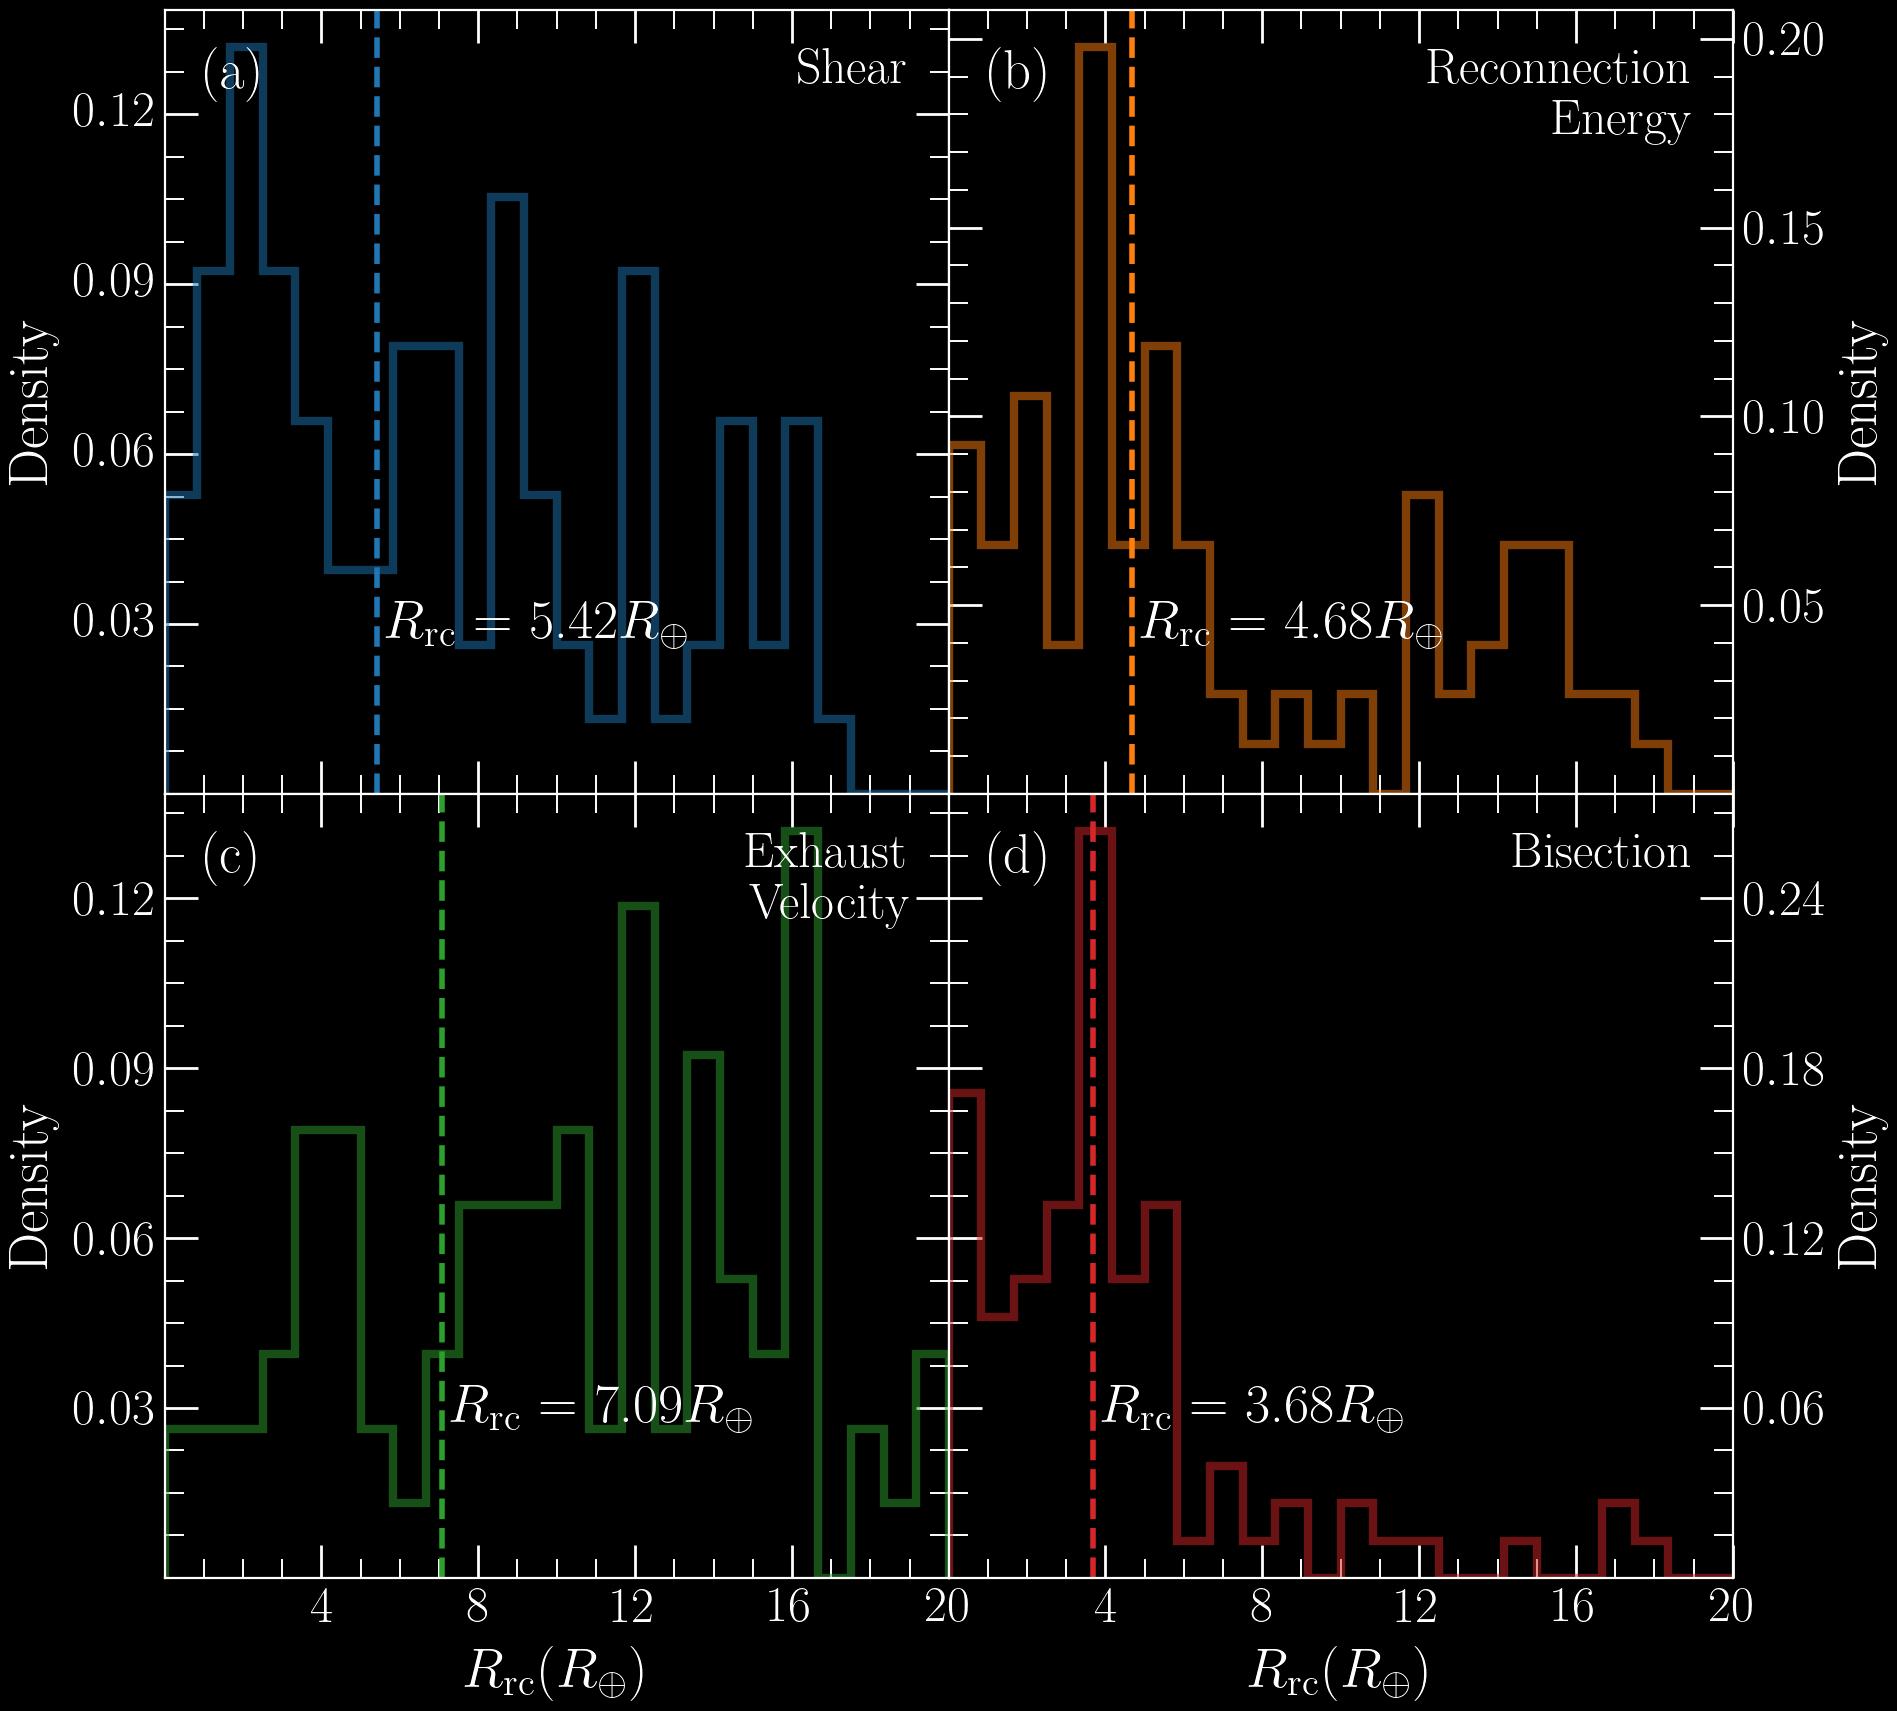 (a)
Shear
(b)
Reconnection
Energy
0.12
0.09
0.06
0.03
Density
R_rc = 5.42R_⊕
R_rc = 4.68R_⊕
0.20
0.15
0.10
0.05
Density
(c)
Exhaust
Velocity
(d)
Bisection
0.12
0.09
0.06
0.03
Density
R_rc = 7.09R_⊕
R_rc = 3.68R_⊕
0.24
0.18
0.12
0.06
Density
4 8 12 16 20 4 8 12 16 20
R_rc(R_⊕)
R_rc(R_⊕)